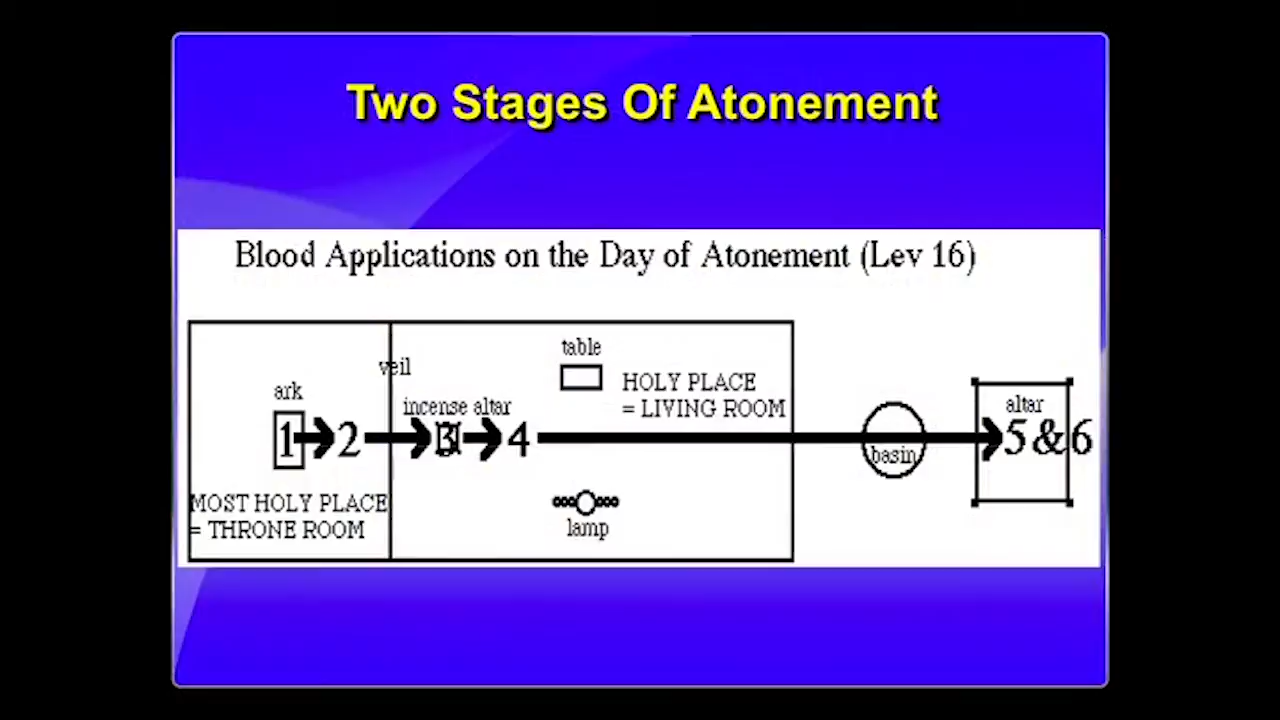 Two Stages Of Atonement
Blood Applications on the Day of Atonement (Lev 16)
table
veil
HOLY PLACE
= LIVING ROOM
ark
incense altar
altar
1 2 3 4 5&6
basin
MOST HOLY PLACE
= THRONE ROOM
lamp